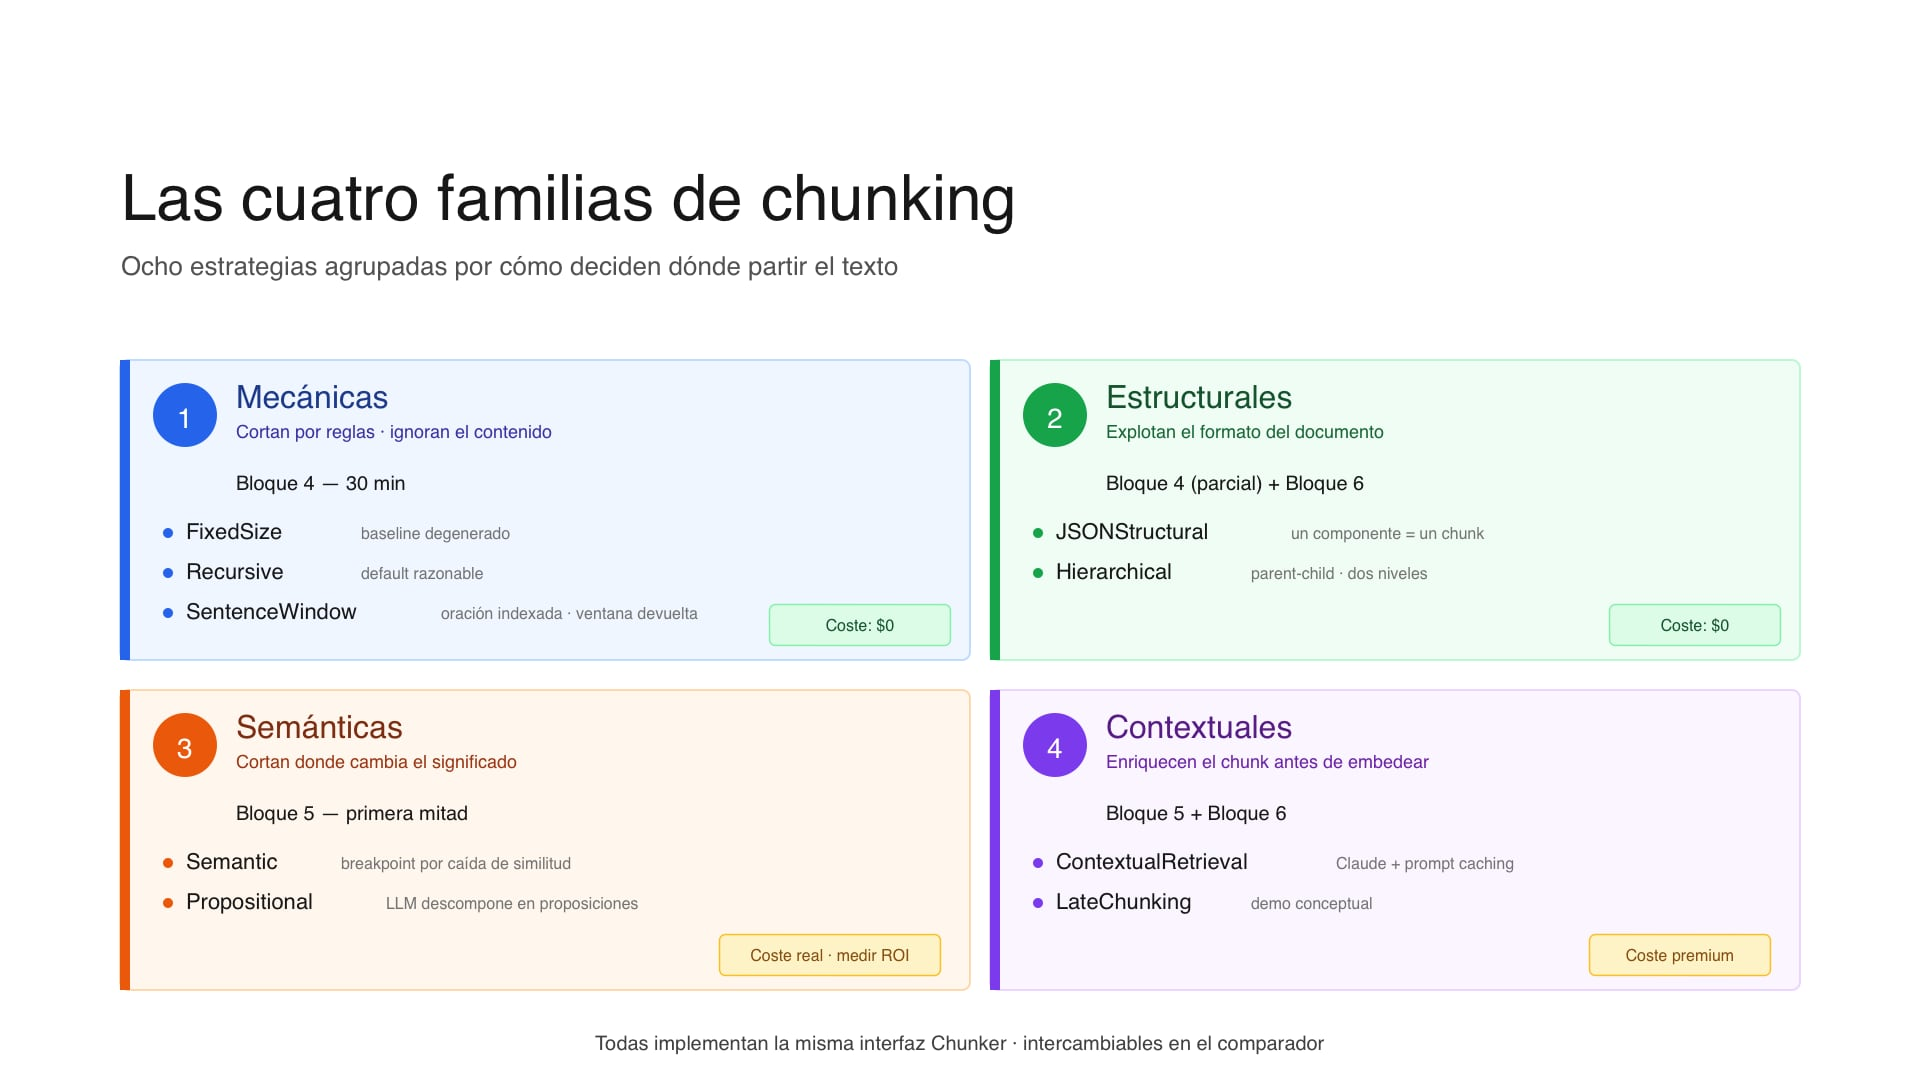 Las cuatro familias de chunking
Ocho estrategias agrupadas por cómo deciden dónde partir el texto
1
Mecánicas
Cortan por reglas · ignoran el contenido
Bloque 4 — 30 min
FixedSize baseline degenerado
Recursive default razonable
SentenceWindow oración indexada · ventana devuelta
Coste: $0
2
Estructurales
Explotan el formato del documento
Bloque 4 (parcial) + Bloque 6
JSONStructural un componente = un chunk
Hierarchical parent-child · dos niveles
Coste: $0
3
Semánticas
Cortan donde cambia el significado
Bloque 5 — primera mitad
Semantic breakpoint por caída de similitud
Propositional LLM descompone en proposiciones
Coste real · medir ROI
4
Contextuales
Enriquecen el chunk antes de embedear
Bloque 5 + Bloque 6
ContextualRetrieval Claude + prompt caching
LateChunking demo conceptual
Coste premium
Todas implementan la misma interfaz Chunker · intercambiables en el comparador